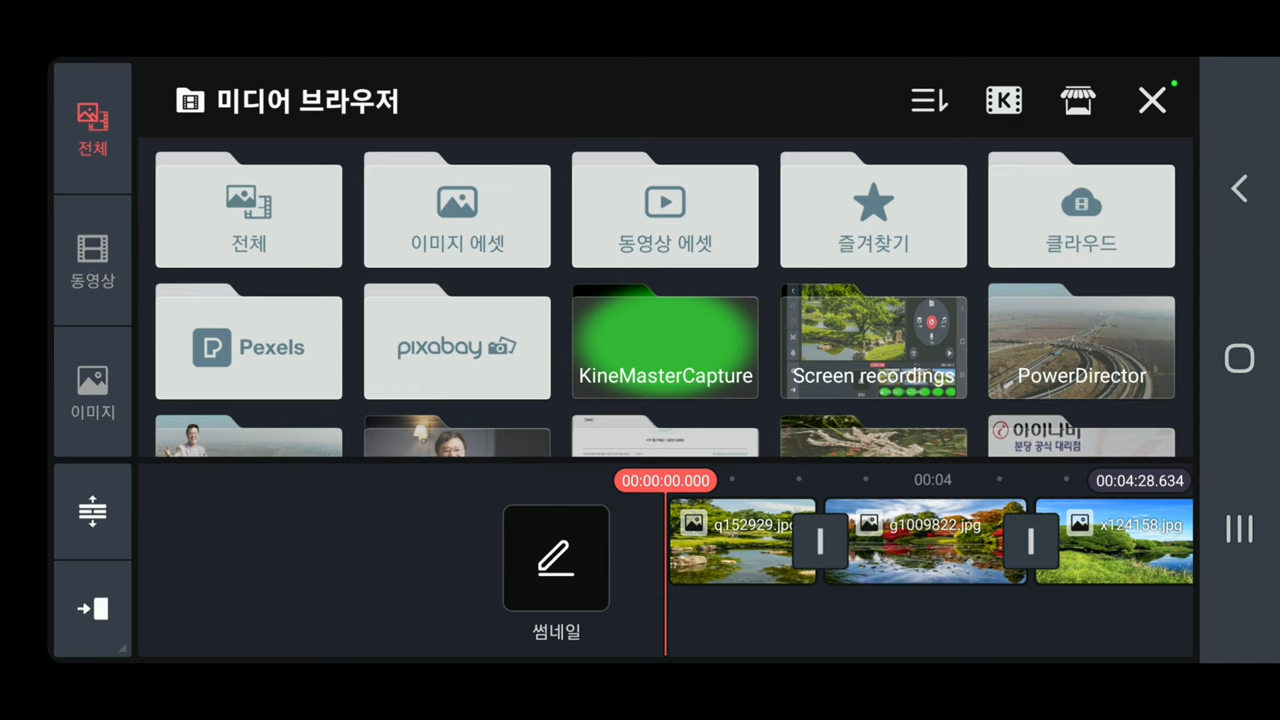 미디어 브라우저
K
전체
동영상
이미지
전체
이미지 에셋
동영상 에셋
즐겨찾기
클라우드
Pexels
pixabay
KineMasterCapture
Screen recordings
PowerDirector
아이나비
분당 공식 대리점
00:00:00.000
00:04
00:04:28.634
q152929.jpg
g1009822.jpg
x124158.jpg
썸네일